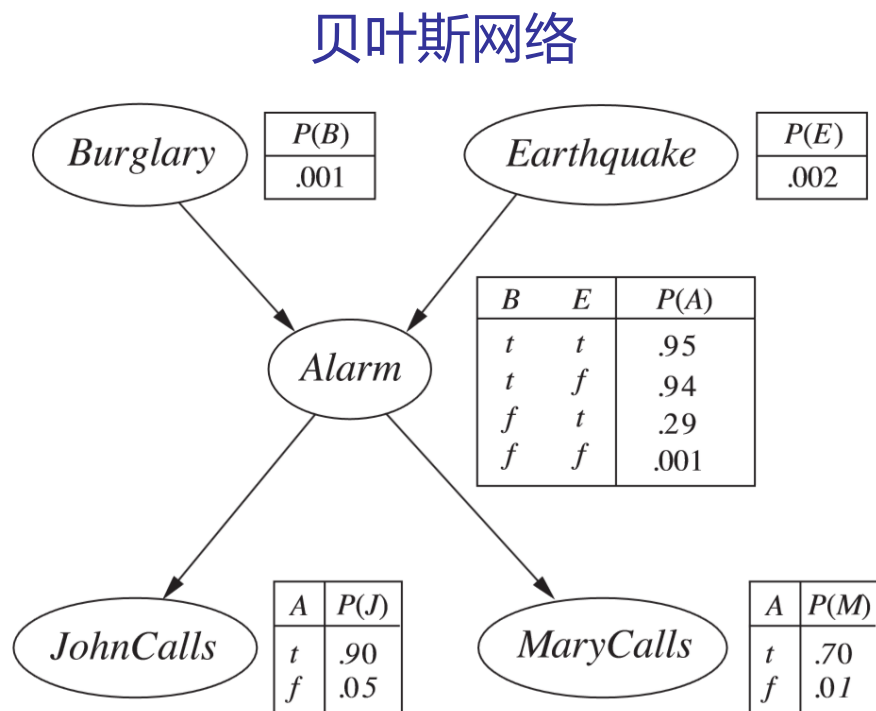 贝叶斯网络
Burglary
P(B)
.001
Earthquake
P(E)
.002
B E P(A)
t t .95
t f .94
f t .29
f f .001
Alarm
JohnCalls
A P(J)
t .90
f .05
MaryCalls
A P(M)
t .70
f .01